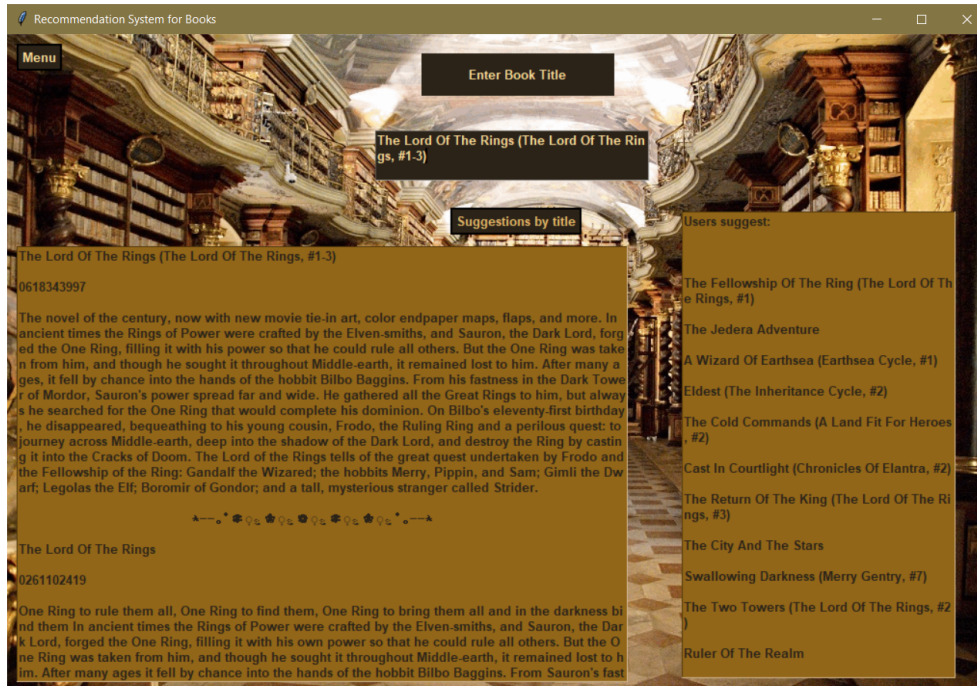 Recommendation System for Books
Menu
Enter Book Title
The Lord Of The Rings (The Lord Of The Rin
gs, #1-3)
Suggestions by title
The Lord Of The Rings (The Lord Of The Rings, #1-3)
0618343997
The novel of the century, now with new movie tie-in art, color endpaper maps, flaps, and more. In
ancient times the Rings of Power were crafted by the Elven-smiths, and Sauron, the Dark Lord, forg
ed the One Ring, filling it with his power so that he could rule all others. But the One Ring was take
n from him, and though he sought it throughout Middle-earth, it remained lost to him. After many a
ges, it fell by chance into the hands of the hobbit Bilbo Baggins. From his fastness in the Dark Towe
r of Mordor, Sauron's power spread far and wide. He gathered all the Great Rings to him, but alway
s he searched for the One Ring that would complete his dominion. On Bilbo's eleventy-first birthday
, he disappeared, bequeathing to his young cousin, Frodo, the Ruling Ring and a perilous quest: to
journey across Middle-earth, deep into the shadow of the Dark Lord, and destroy the Ring by castin
g it into the Cracks of Doom. The Lord of the Rings tells of the great quest undertaken by Frodo and
the Fellowship of the Ring: Gandalf the Wizared; the hobbits Merry, Pippin, and Sam; Gimli the Dw
arf; Legolas the Elf; Boromir of Gondor; and a tall, mysterious stranger called Strider.
The Lord Of The Rings
0261102419
One Ring to rule them all, One Ring to find them, One Ring to bring them all and in the darkness bi
nd them In ancient times the Rings of Power were crafted by the Elven-smiths, and Sauron, the Dar
k Lord, forged the One Ring, filling it with his own power so that he could rule all others. But the O
ne Ring was taken from him, and though he sought it throughout Middle-earth, it remained lost to h
im. After many ages it fell by chance into the hands of the hobbit Bilbo Baggins. From Sauron's fast
Users suggest:
The Fellowship Of The Ring (The Lord Of Th
e Rings, #1)
The Jedera Adventure
A Wizard Of Earthsea (Earthsea Cycle, #1)
Eldest (The Inheritance Cycle, #2)
The Cold Commands (A Land Fit For Heroes
, #2)
Cast In Courtlight (Chronicles Of Elantra, #2)
The Return Of The King (The Lord Of The Ri
ngs, #3)
The City And The Stars
Swallowing Darkness (Merry Gentry, #7)
The Two Towers (The Lord Of The Rings, #2
)
Ruler Of The Realm